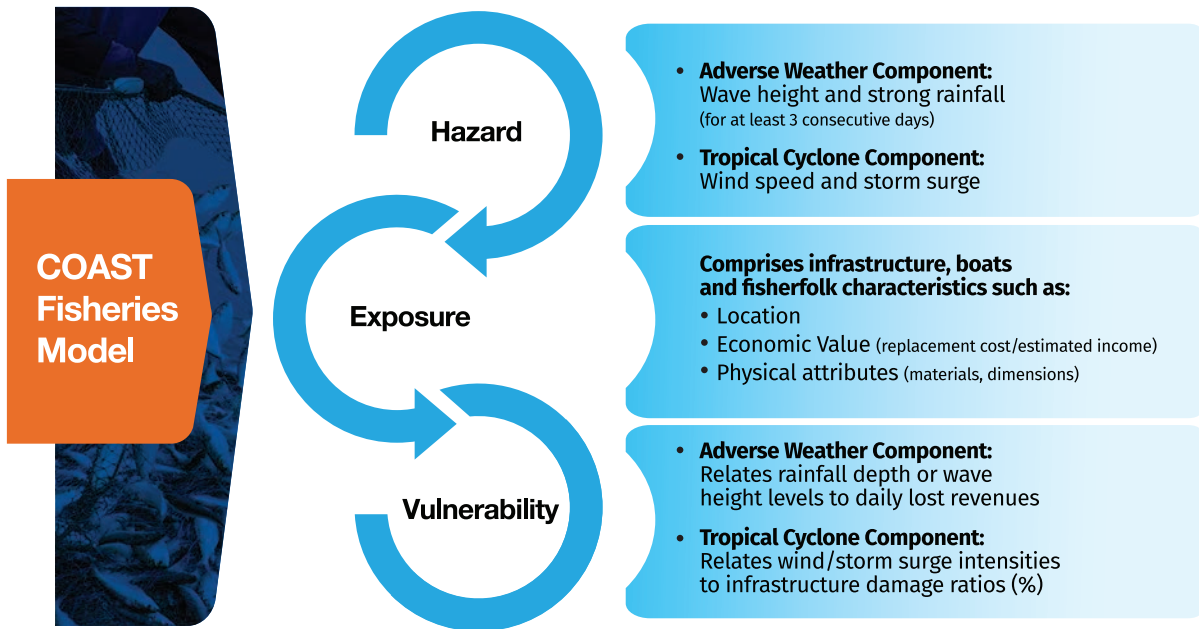 COAST
Fisheries
Model
Hazard
• Adverse Weather Component:
Wave height and strong rainfall
(for at least 3 consecutive days)
• Tropical Cyclone Component:
Wind speed and storm surge
Exposure
Comprises infrastructure, boats
and fisherfolk characteristics such as:
• Location
• Economic Value (replacement cost/estimated income)
• Physical attributes (materials, dimensions)
Vulnerability
• Adverse Weather Component:
Relates rainfall depth or wave
height levels to daily lost revenues
• Tropical Cyclone Component:
Relates wind/storm surge intensities
to infrastructure damage ratios (%)